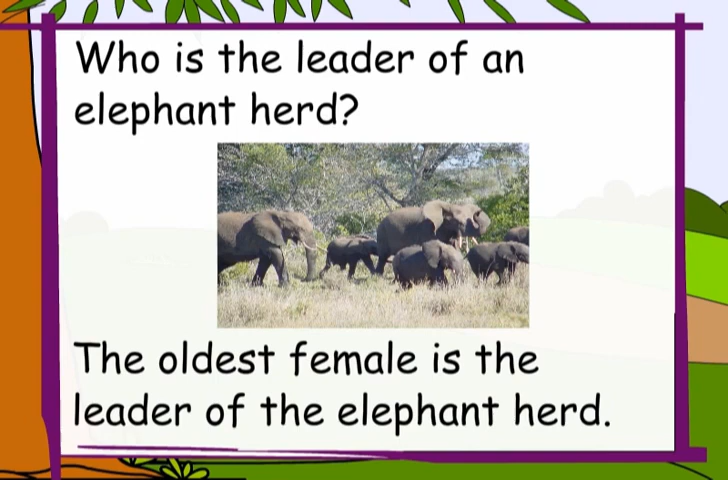 Who is the leader of an
elephant herd?
The oldest female is the
leader of the elephant herd.